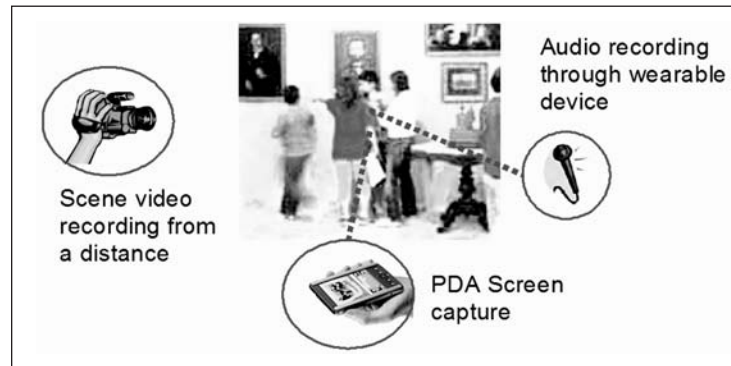 Audio recording
through wearable
device
Scene video
recording from
a distance
PDA Screen
capture